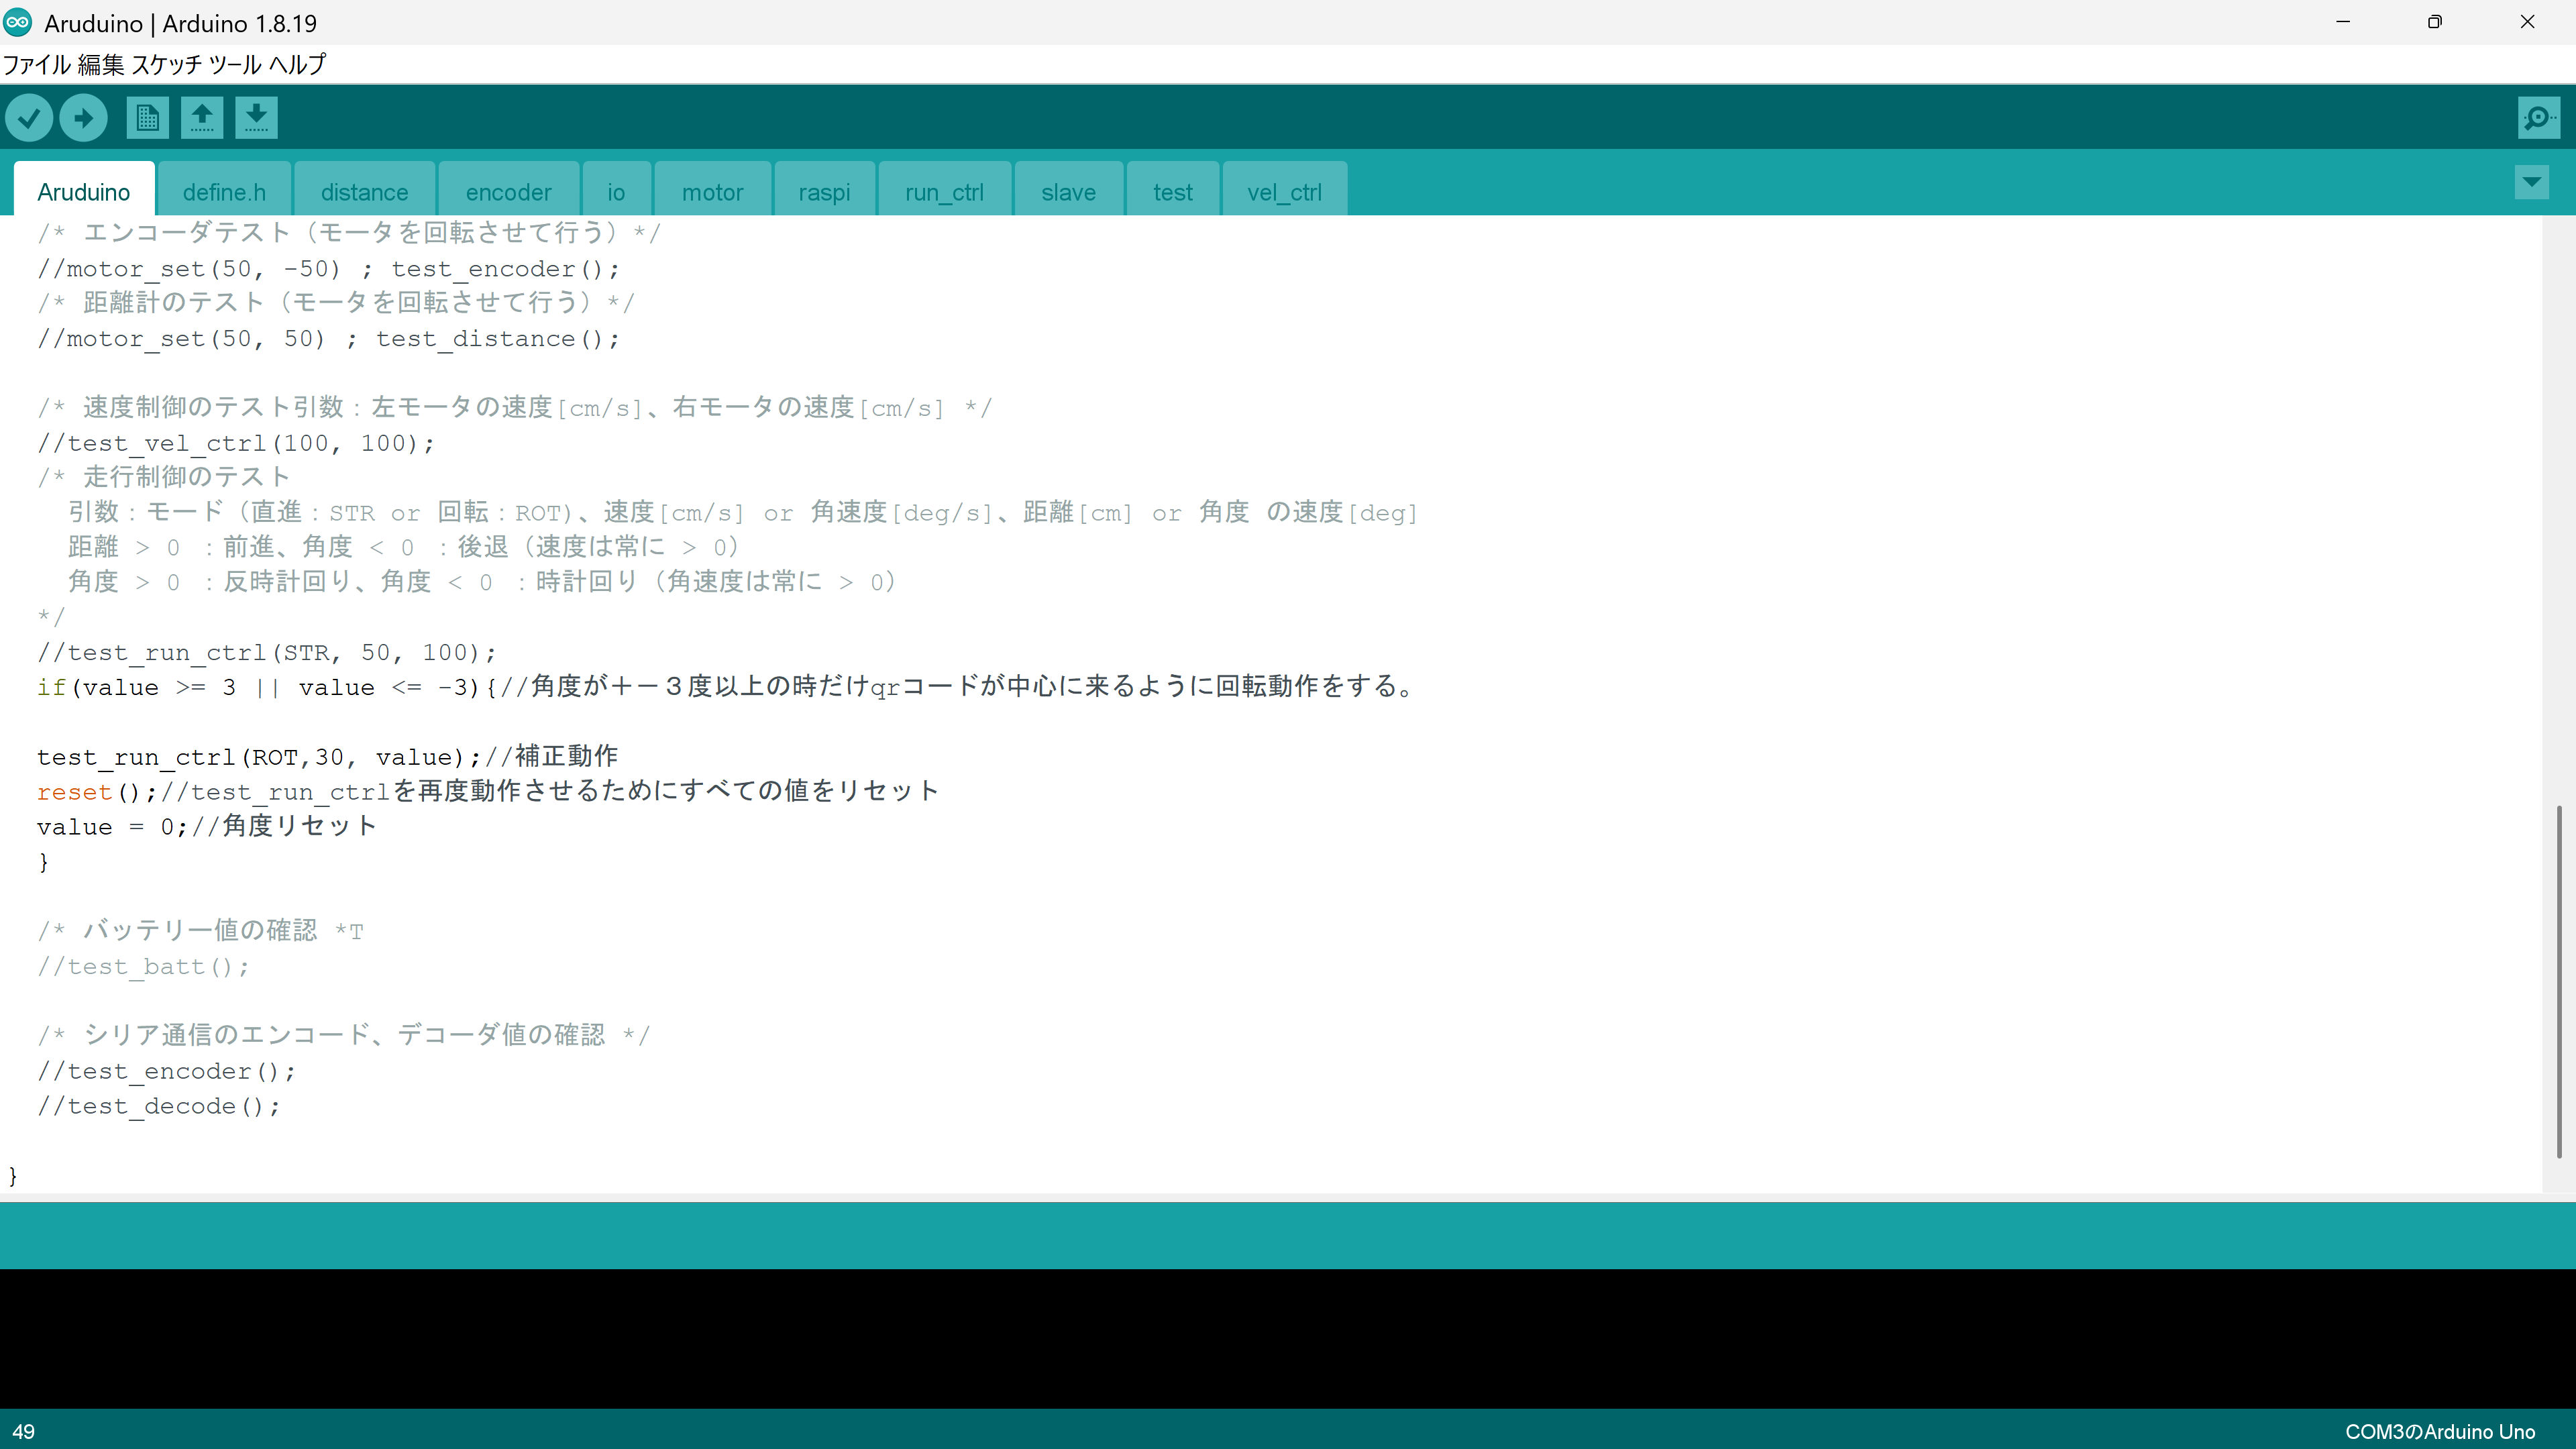 Aruduino | Arduino 1.8.19
ファイル 編集 スケッチ ツール ヘルプ
Aruduino define.h distance encoder io motor raspi run_ctrl slave test vel_ctrl
/* エンコーダテスト（モータを回転させて行う）*/
//motor_set(50, -50) ; test_encoder();
/* 距離計のテスト（モータを回転させて行う）*/
//motor_set(50, 50) ; test_distance();
/* 速度制御のテスト引数：左モータの速度[cm/s]、右モータの速度[cm/s] */
//test_vel_ctrl(100, 100);
/* 走行制御のテスト
引数：モード（直進：STR or 回転：ROT)、速度[cm/s] or 角速度[deg/s]、距離[cm] or 角度 の速度[deg]
距離 > 0 ：前進、角度 < 0 ：後退（速度は常に > 0）
角度 > 0 ：反時計回り、角度 < 0 ：時計回り（角速度は常に > 0）
*/
//test_run_ctrl(STR, 50, 100);
if(value >= 3 || value <= -3){//角度が＋－３度以上の時だけqrコードが中心に来るように回転動作をする。
test_run_ctrl(ROT,30, value);//補正動作
reset();//test_run_ctrlを再度動作させるためにすべての値をリセット
value = 0;//角度リセット
}
/* バッテリー値の確認 *T
//test_batt();
/* シリア通信のエンコード、デコーダ値の確認 */
//test_encoder();
//test_decode();
}
49
COM3のArduino Uno